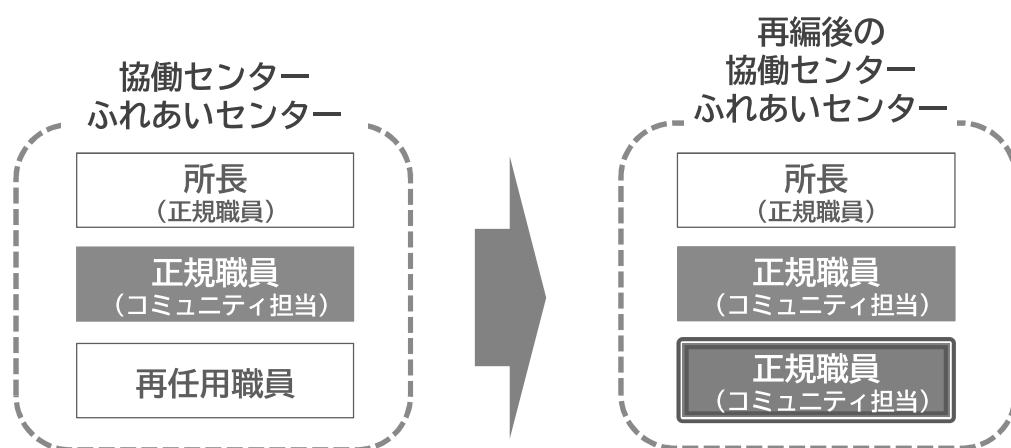 協働センター
ふれあいセンター
所長
（正規職員）
正規職員
（コミュニティ担当）
再任用職員
再編後の
協働センター
ふれあいセンター
所長
（正規職員）
正規職員
（コミュニティ担当）
正規職員
（コミュニティ担当）